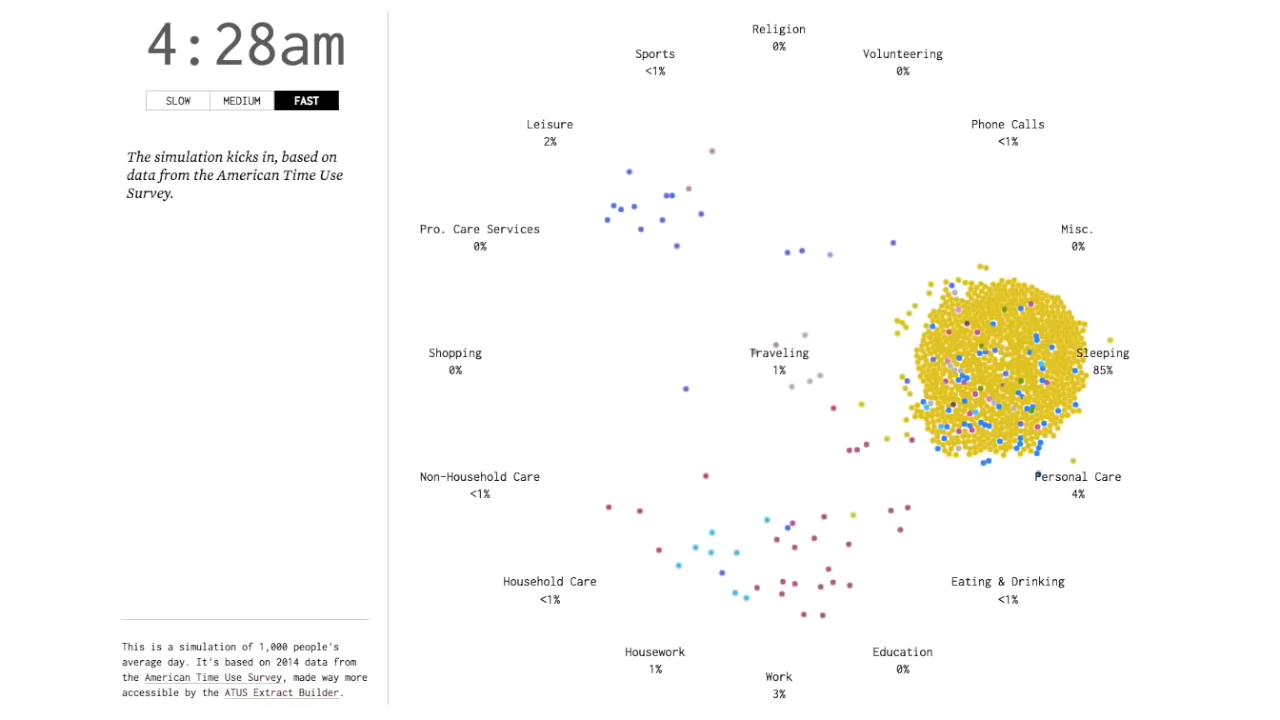 4:28am
SLOW MEDIUM FAST
The simulation kicks in, based on
data from the American Time Use
Survey.
This is a simulation of 1,000 people's
average day. It's based on 2014 data from
the American Time Use Survey, made way more
accessible by the ATUS Extract Builder.
Religion
0%
Sports
<1%
Volunteering
0%
Leisure
2%
Phone Calls
<1%
Pro. Care Services
0%
Misc.
0%
Shopping
0%
Traveling
1%
Sleeping
85%
Non-Household Care
<1%
Personal Care
4%
Household Care
<1%
Eating & Drinking
<1%
Housework
1%
Education
0%
Work
3%